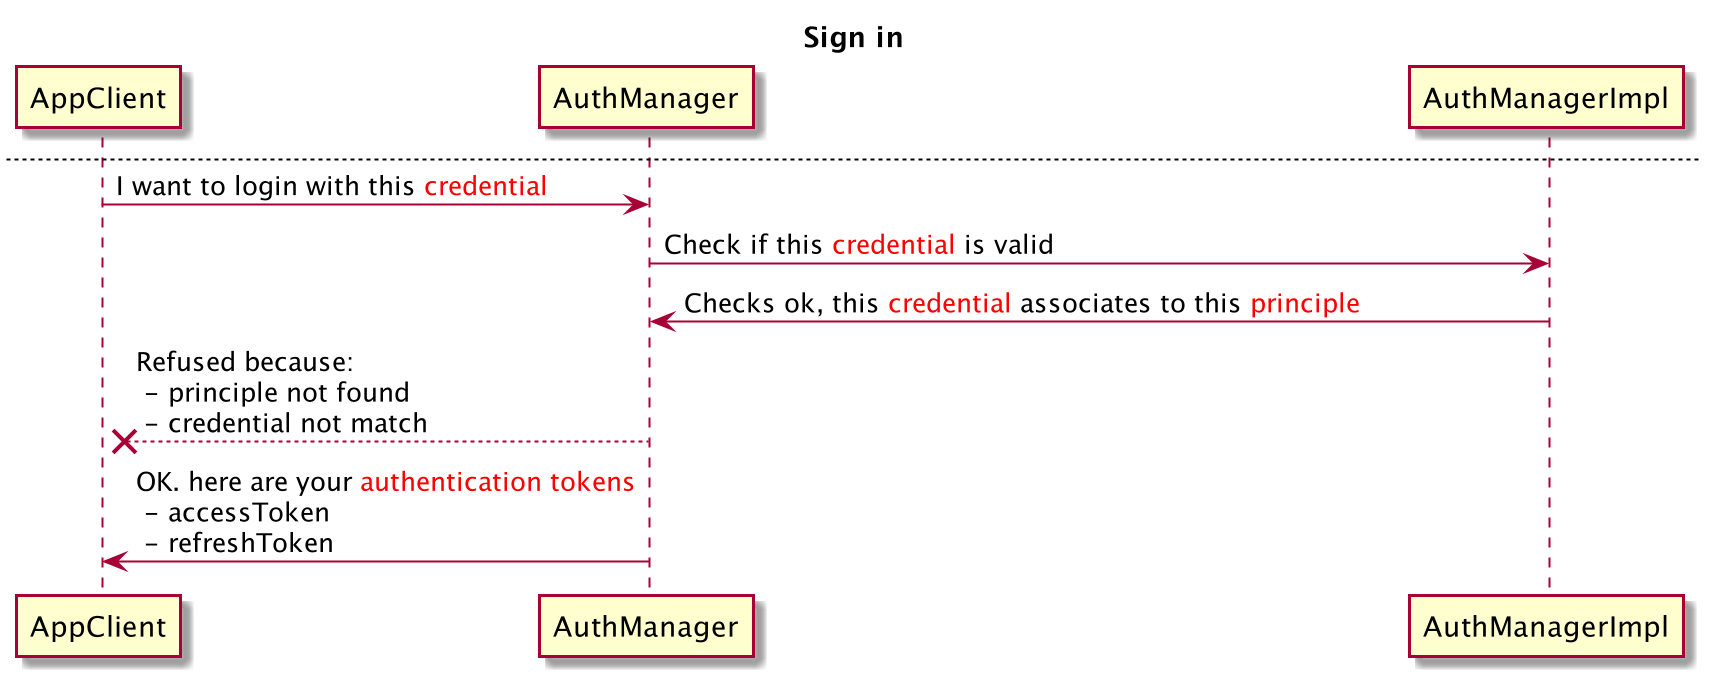 Sign in
AppClient
AuthManager
AuthManagerImpl
I want to login with this credential
Check if this credential is valid
Checks ok, this credential associates to this principle
Refused because:
- principle not found
- credential not match
OK. here are your authentication tokens
- accessToken
- refreshToken
AppClient
AuthManager
AuthManagerImpl